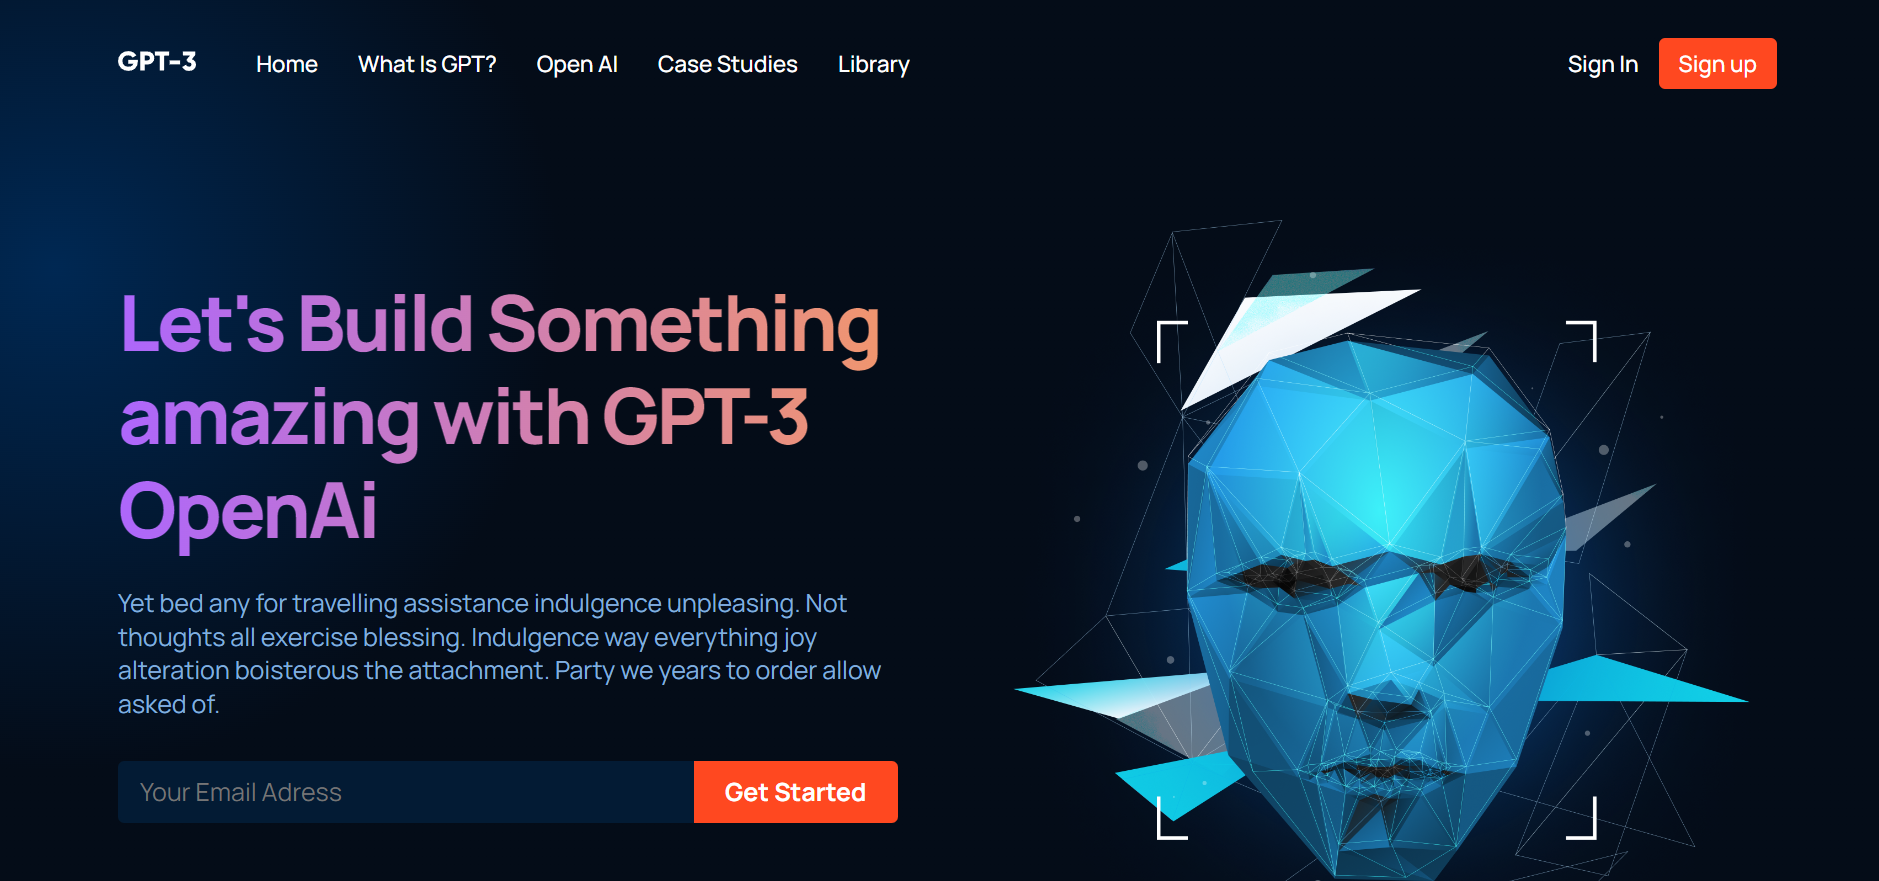 GPT-3 Home What Is GPT? Open AI Case Studies Library Sign In Sign up
Let's Build Something
amazing with GPT-3
OpenAi
Yet bed any for travelling assistance indulgence unpleasing. Not
thoughts all exercise blessing. Indulgence way everything joy
alteration boisterous the attachment. Party we years to order allow
asked of.
Your Email Adress Get Started